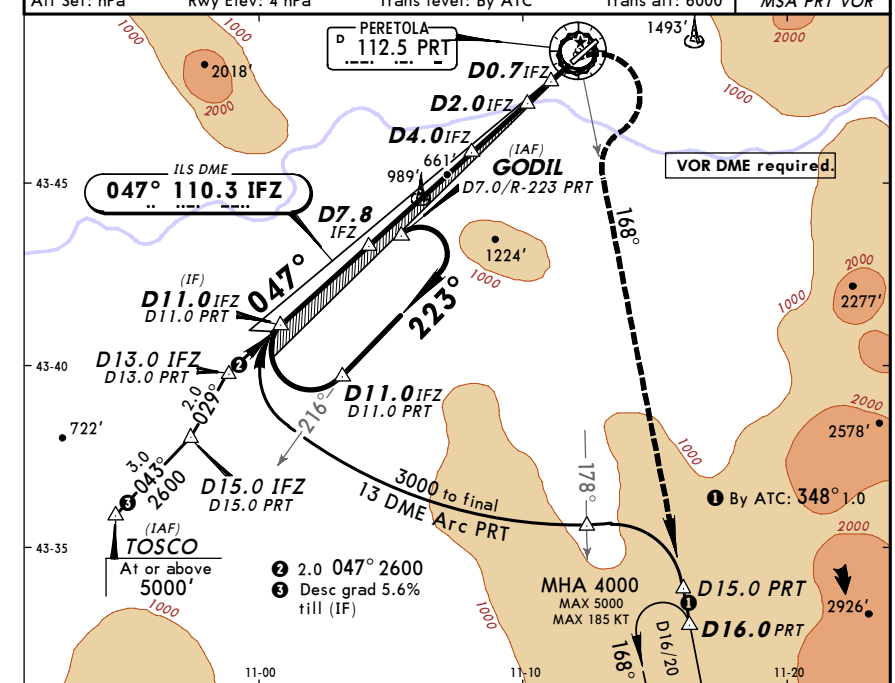 Alt Set: hPa Rwy Elev: 4 hPa Trans level: By ATC Trans alt: 6000 MSA PRT VOR
PERETOLA
D 112.5 PRT
1493'
2000
2018'
2000
D0.7 IFZ
D2.0 IFZ
D4.0 IFZ
1000
661'
(IAF)
GODIL
D7.0/R-223 PRT
VOR DME required.
989'
ILS DME
047° 110.3 IFZ
43-45
D7.8
IFZ
168°
1224'
1000
2000
2277'
1000
047°
223°
(IF)
D11.0 IFZ
D11.0 PRT
D13.0 IFZ
D13.0 PRT
43-40
2
D11.0 IFZ
D11.0 PRT
2.0
029°
216°
2000
2578'
722'
1000
3.0
043°
2600
D15.0 IFZ
D15.0 PRT
3000 to final
13 DME Arc PRT
178°
1 By ATC: 348° 1.0
3
(IAF)
TOSCO
At or above
5000'
43-35
2000
2 2.0 047° 2600
3 Desc grad 5.6%
till (IF)
MHA 4000
MAX 5000
MAX 185 KT
D15.0 PRT
1
D16.0 PRT
2926'
1000
1000
168°
D16/20
11-00
11-10
11-20